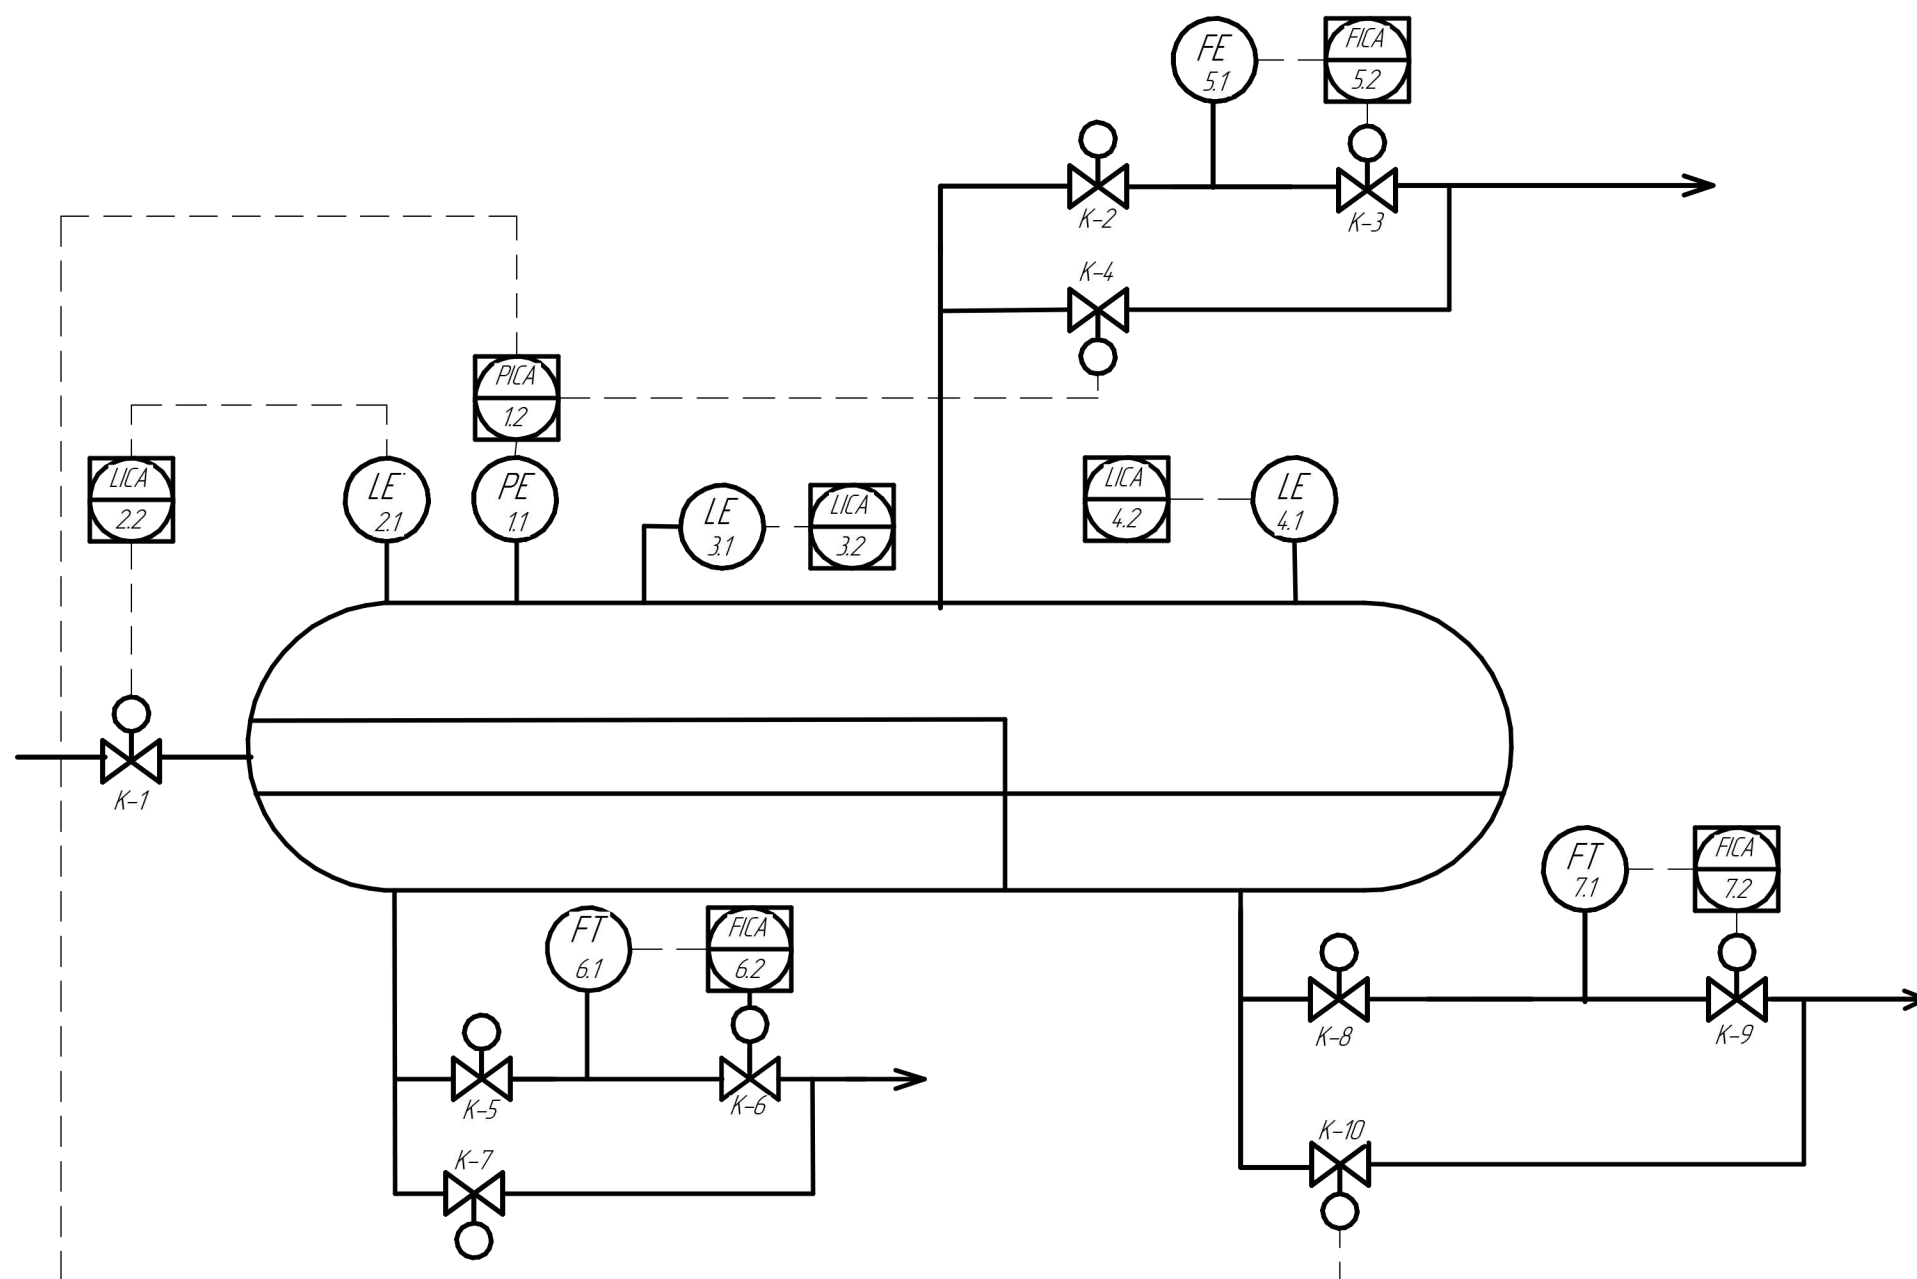 FE
5.1
FICA
5.2
K-2
K-3
K-4
PICA
1.2
LICA
2.2
LE
2.1
PE
1.1
LE
3.1
LICA
3.2
LICA
4.2
LE
4.1
K-1
FT
7.1
FICA
7.2
FT
6.1
FICA
6.2
K-8
K-9
K-5
K-6
K-10
K-7